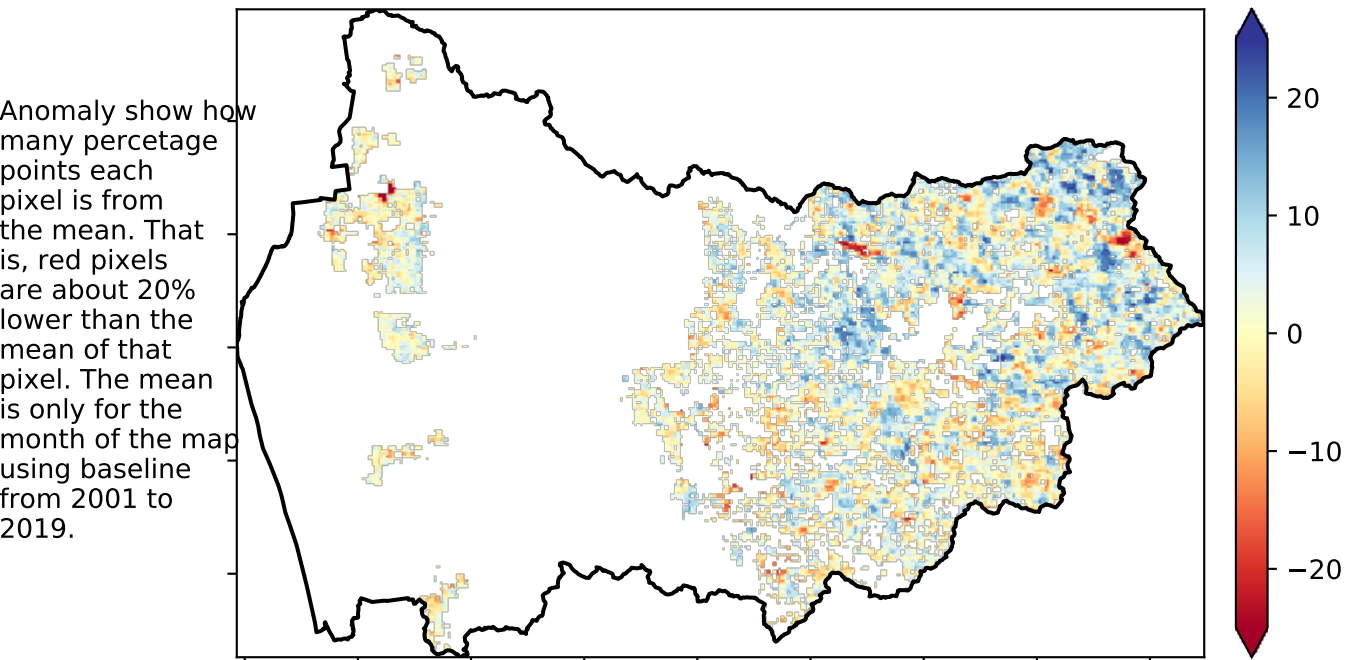 Anomaly show how
many percetage
points each
pixel is from
the mean. That
is, red pixels
are about 20%
lower than the
mean of that
pixel. The mean
is only for the
month of the map
using baseline
from 2001 to
2019.
20
10
0
−10
−20